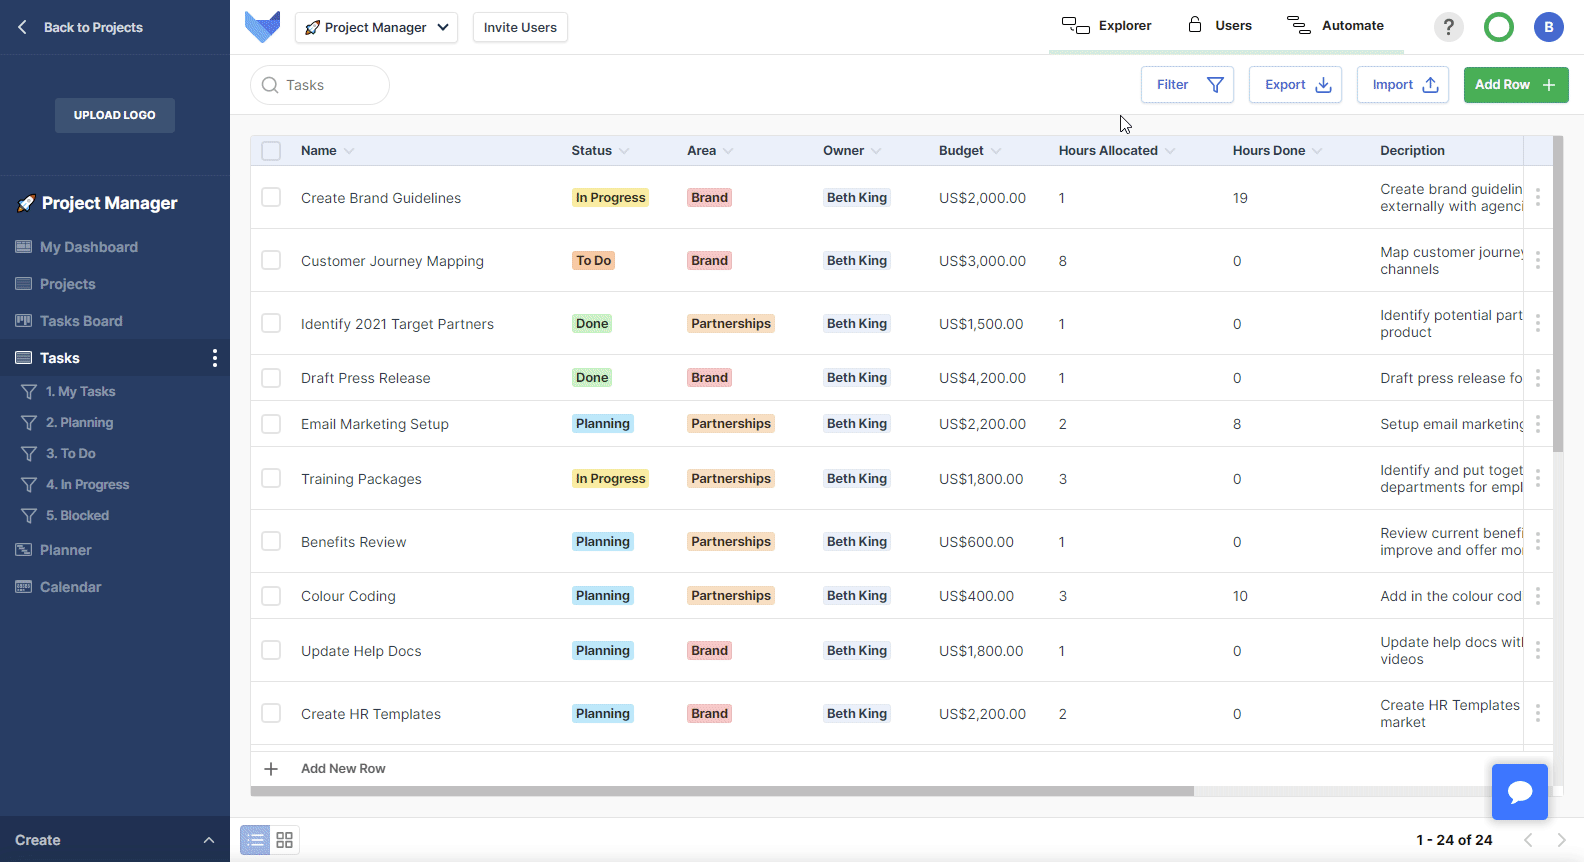 Back to Projects
UPLOAD LOGO
Project Manager
My Dashboard
Projects
Tasks Board
Tasks
1. My Tasks
2. Planning
3. To Do
4. In Progress
5. Blocked
Planner
Calendar
Create
Project Manager
Invite Users
Explorer
Users
Automate
?
B
Tasks
Filter
Export
Import
Add Row
Name Status Area Owner Budget Hours Allocated Hours Done Decription
Create Brand Guidelines In Progress Brand Beth King US$2,000.00 1 19 Create brand guidelin
externally with agenci
Customer Journey Mapping To Do Brand Beth King US$3,000.00 8 0 Map customer journey
channels
Identify 2021 Target Partners Done Partnerships Beth King US$1,500.00 1 0 Identify potential part
product
Draft Press Release Done Brand Beth King US$4,200.00 1 0 Draft press release fo
Email Marketing Setup Planning Partnerships Beth King US$2,200.00 2 8 Setup email marketing
Training Packages In Progress Partnerships Beth King US$1,800.00 3 0 Identify and put toget
departments for empl
Benefits Review Planning Partnerships Beth King US$600.00 1 0 Review current benefi
improve and offer mo
Colour Coding Planning Partnerships Beth King US$400.00 3 10 Add in the colour cod
Update Help Docs Planning Brand Beth King US$1,800.00 1 0 Update help docs with
videos
Create HR Templates Planning Brand Beth King US$2,200.00 2 0 Create HR Templates
market
Add New Row
1 - 24 of 24